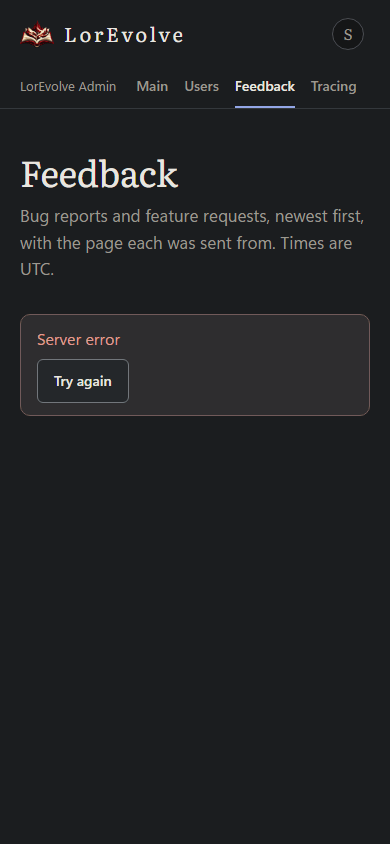 LorEvolve
S
LorEvolve Admin Main Users Feedback Tracing
Feedback
Bug reports and feature requests, newest first,
with the page each was sent from. Times are
UTC.
Server error
Try again